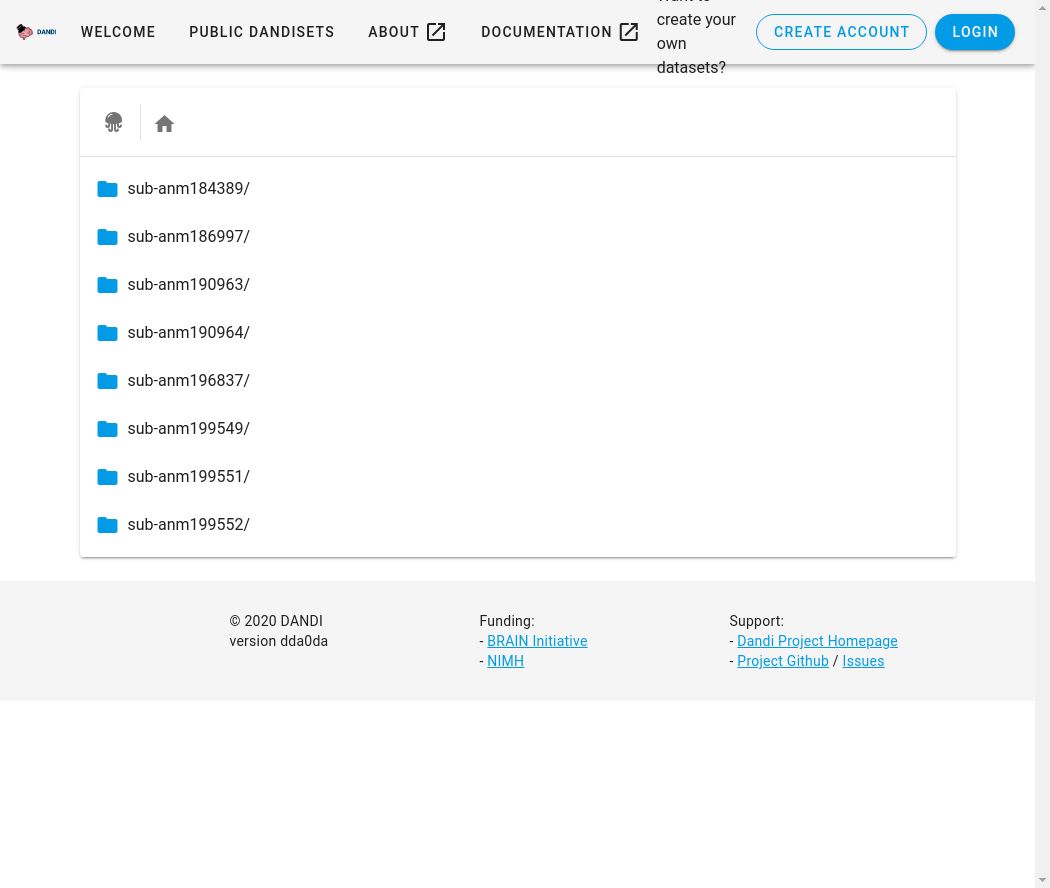 DANDI
WELCOME
PUBLIC DANDISETS
ABOUT
DOCUMENTATION
create your
own
datasets?
CREATE ACCOUNT
LOGIN
sub-anm184389/
sub-anm186997/
sub-anm190963/
sub-anm190964/
sub-anm196837/
sub-anm199549/
sub-anm199551/
sub-anm199552/
© 2020 DANDI
version dda0da
Funding:
- BRAIN Initiative
- NIMH
Support:
- Dandi Project Homepage
- Project Github / Issues